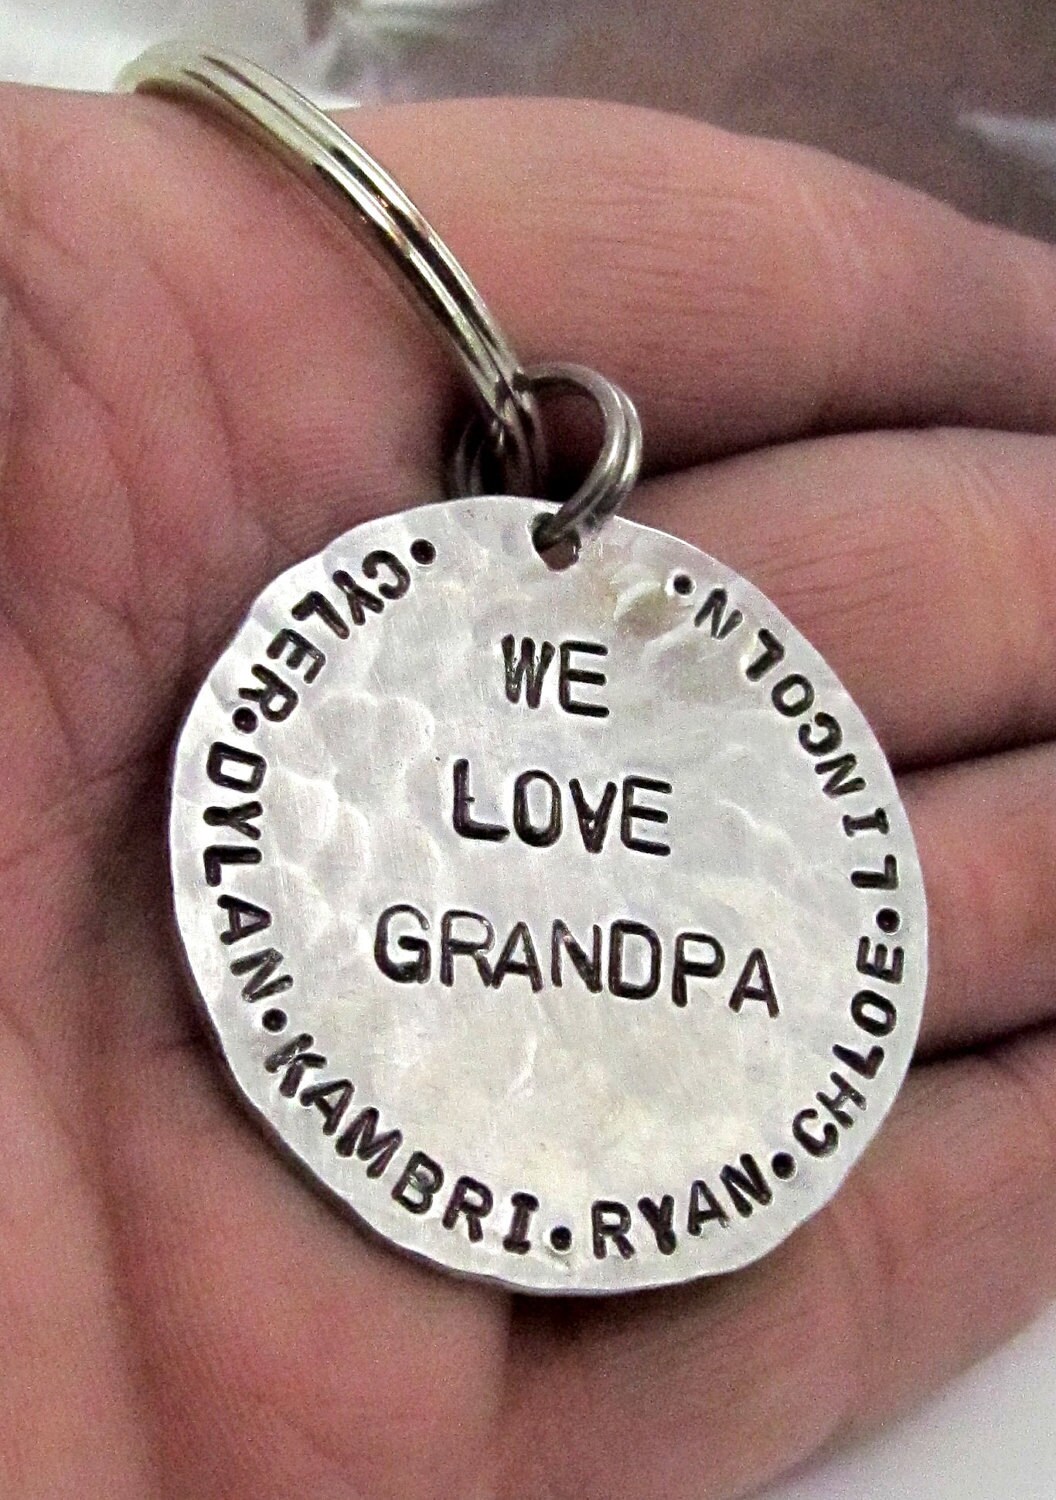 WE
LOVE
GRANDPA
•CYLER•DYLAN•KAMBRI•RYAN•CHLOE•LINCOLN•